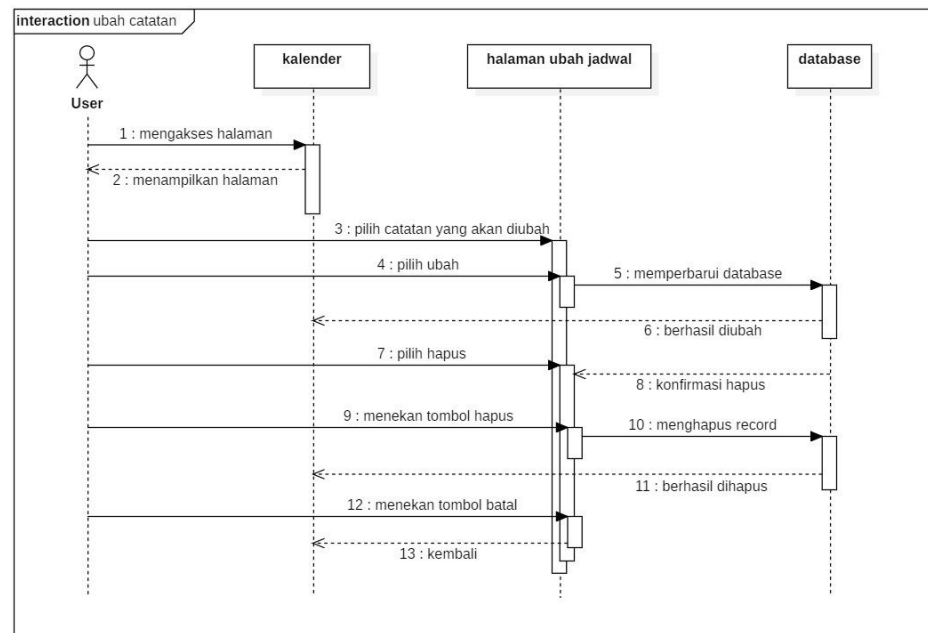 interaction ubah catatan
User
kalender
halaman ubah jadwal
database
1 : mengakses halaman
2 : menampilkan halaman
3 : pilih catatan yang akan diubah
4 : pilih ubah
5 : memperbarui database
6 : berhasil diubah
7 : pilih hapus
8 : konfirmasi hapus
9 : menekan tombol hapus
10 : menghapus record
11 : berhasil dihapus
12 : menekan tombol batal
13 : kembali